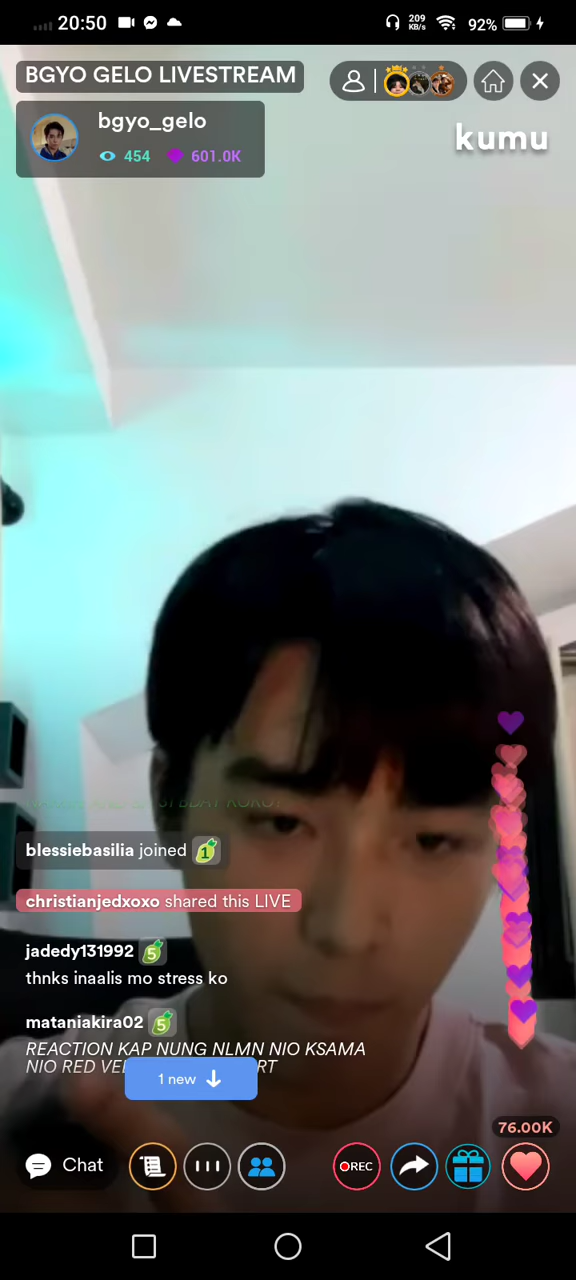 20:50
209
KB/s
92%
BGYO GELO LIVESTREAM
bgyo_gelo
454 601.0K
kumu
blessiebasilia joined 1
christianjedxoxo shared this LIVE
jadedy131992 5
thnks inaalis mo stress ko
mataniakira02 5
REACTION KAP NUNG NLMN NIO KSAMA
NIO RED
1 new
76.00K
Chat
REC